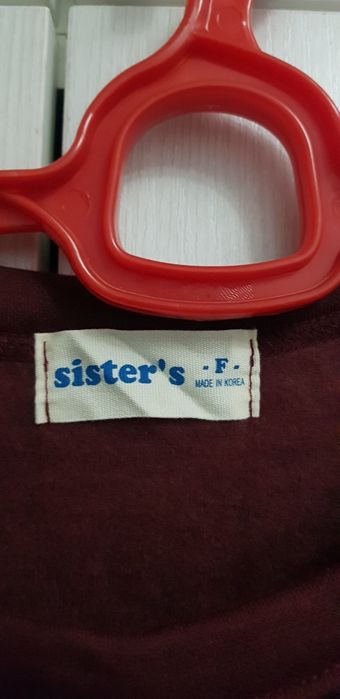 sister's
- F -
MADE IN KOREA